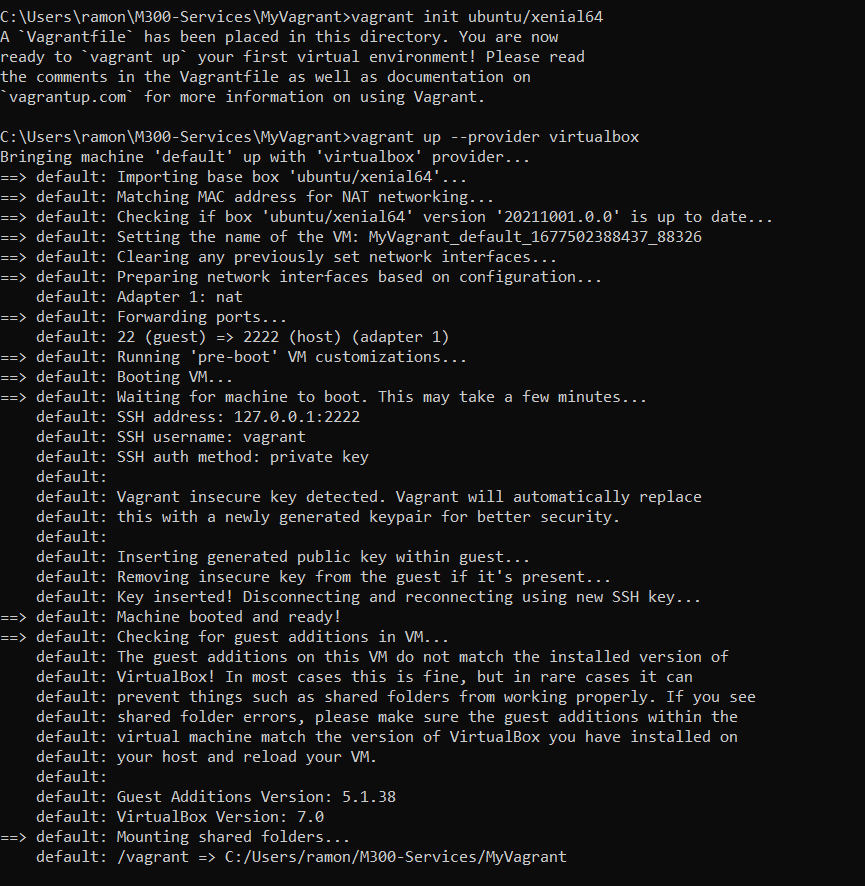 C:\Users\ramon\M300-Services\MyVagrant>vagrant init ubuntu/xenial64
A `Vagrantfile` has been placed in this directory. You are now
ready to `vagrant up` your first virtual environment! Please read
the comments in the Vagrantfile as well as documentation on
`vagrantup.com` for more information on using Vagrant.

C:\Users\ramon\M300-Services\MyVagrant>vagrant up --provider virtualbox
Bringing machine 'default' up with 'virtualbox' provider...
==> default: Importing base box 'ubuntu/xenial64'...
==> default: Matching MAC address for NAT networking...
==> default: Checking if box 'ubuntu/xenial64' version '20211001.0.0' is up to date...
==> default: Setting the name of the VM: MyVagrant_default_1677502388437_88326
==> default: Clearing any previously set network interfaces...
==> default: Preparing network interfaces based on configuration...
    default: Adapter 1: nat
==> default: Forwarding ports...
    default: 22 (guest) => 2222 (host) (adapter 1)
==> default: Running 'pre-boot' VM customizations...
==> default: Booting VM...
==> default: Waiting for machine to boot. This may take a few minutes...
    default: SSH address: 127.0.0.1:2222
    default: SSH username: vagrant
    default: SSH auth method: private key
    default:
    default: Vagrant insecure key detected. Vagrant will automatically replace
    default: this with a newly generated keypair for better security.
    default:
    default: Inserting generated public key within guest...
    default: Removing insecure key from the guest if it's present...
    default: Key inserted! Disconnecting and reconnecting using new SSH key...
==> default: Machine booted and ready!
==> default: Checking for guest additions in VM...
    default: The guest additions on this VM do not match the installed version of
    default: VirtualBox! In most cases this is fine, but in rare cases it can
    default: prevent things such as shared folders from working properly. If you see
    default: shared folder errors, please make sure the guest additions within the
    default: virtual machine match the version of VirtualBox you have installed on
    default: your host and reload your VM.
    default:
    default: Guest Additions Version: 5.1.38
    default: VirtualBox Version: 7.0
==> default: Mounting shared folders...
    default: /vagrant => C:/Users/ramon/M300-Services/MyVagrant